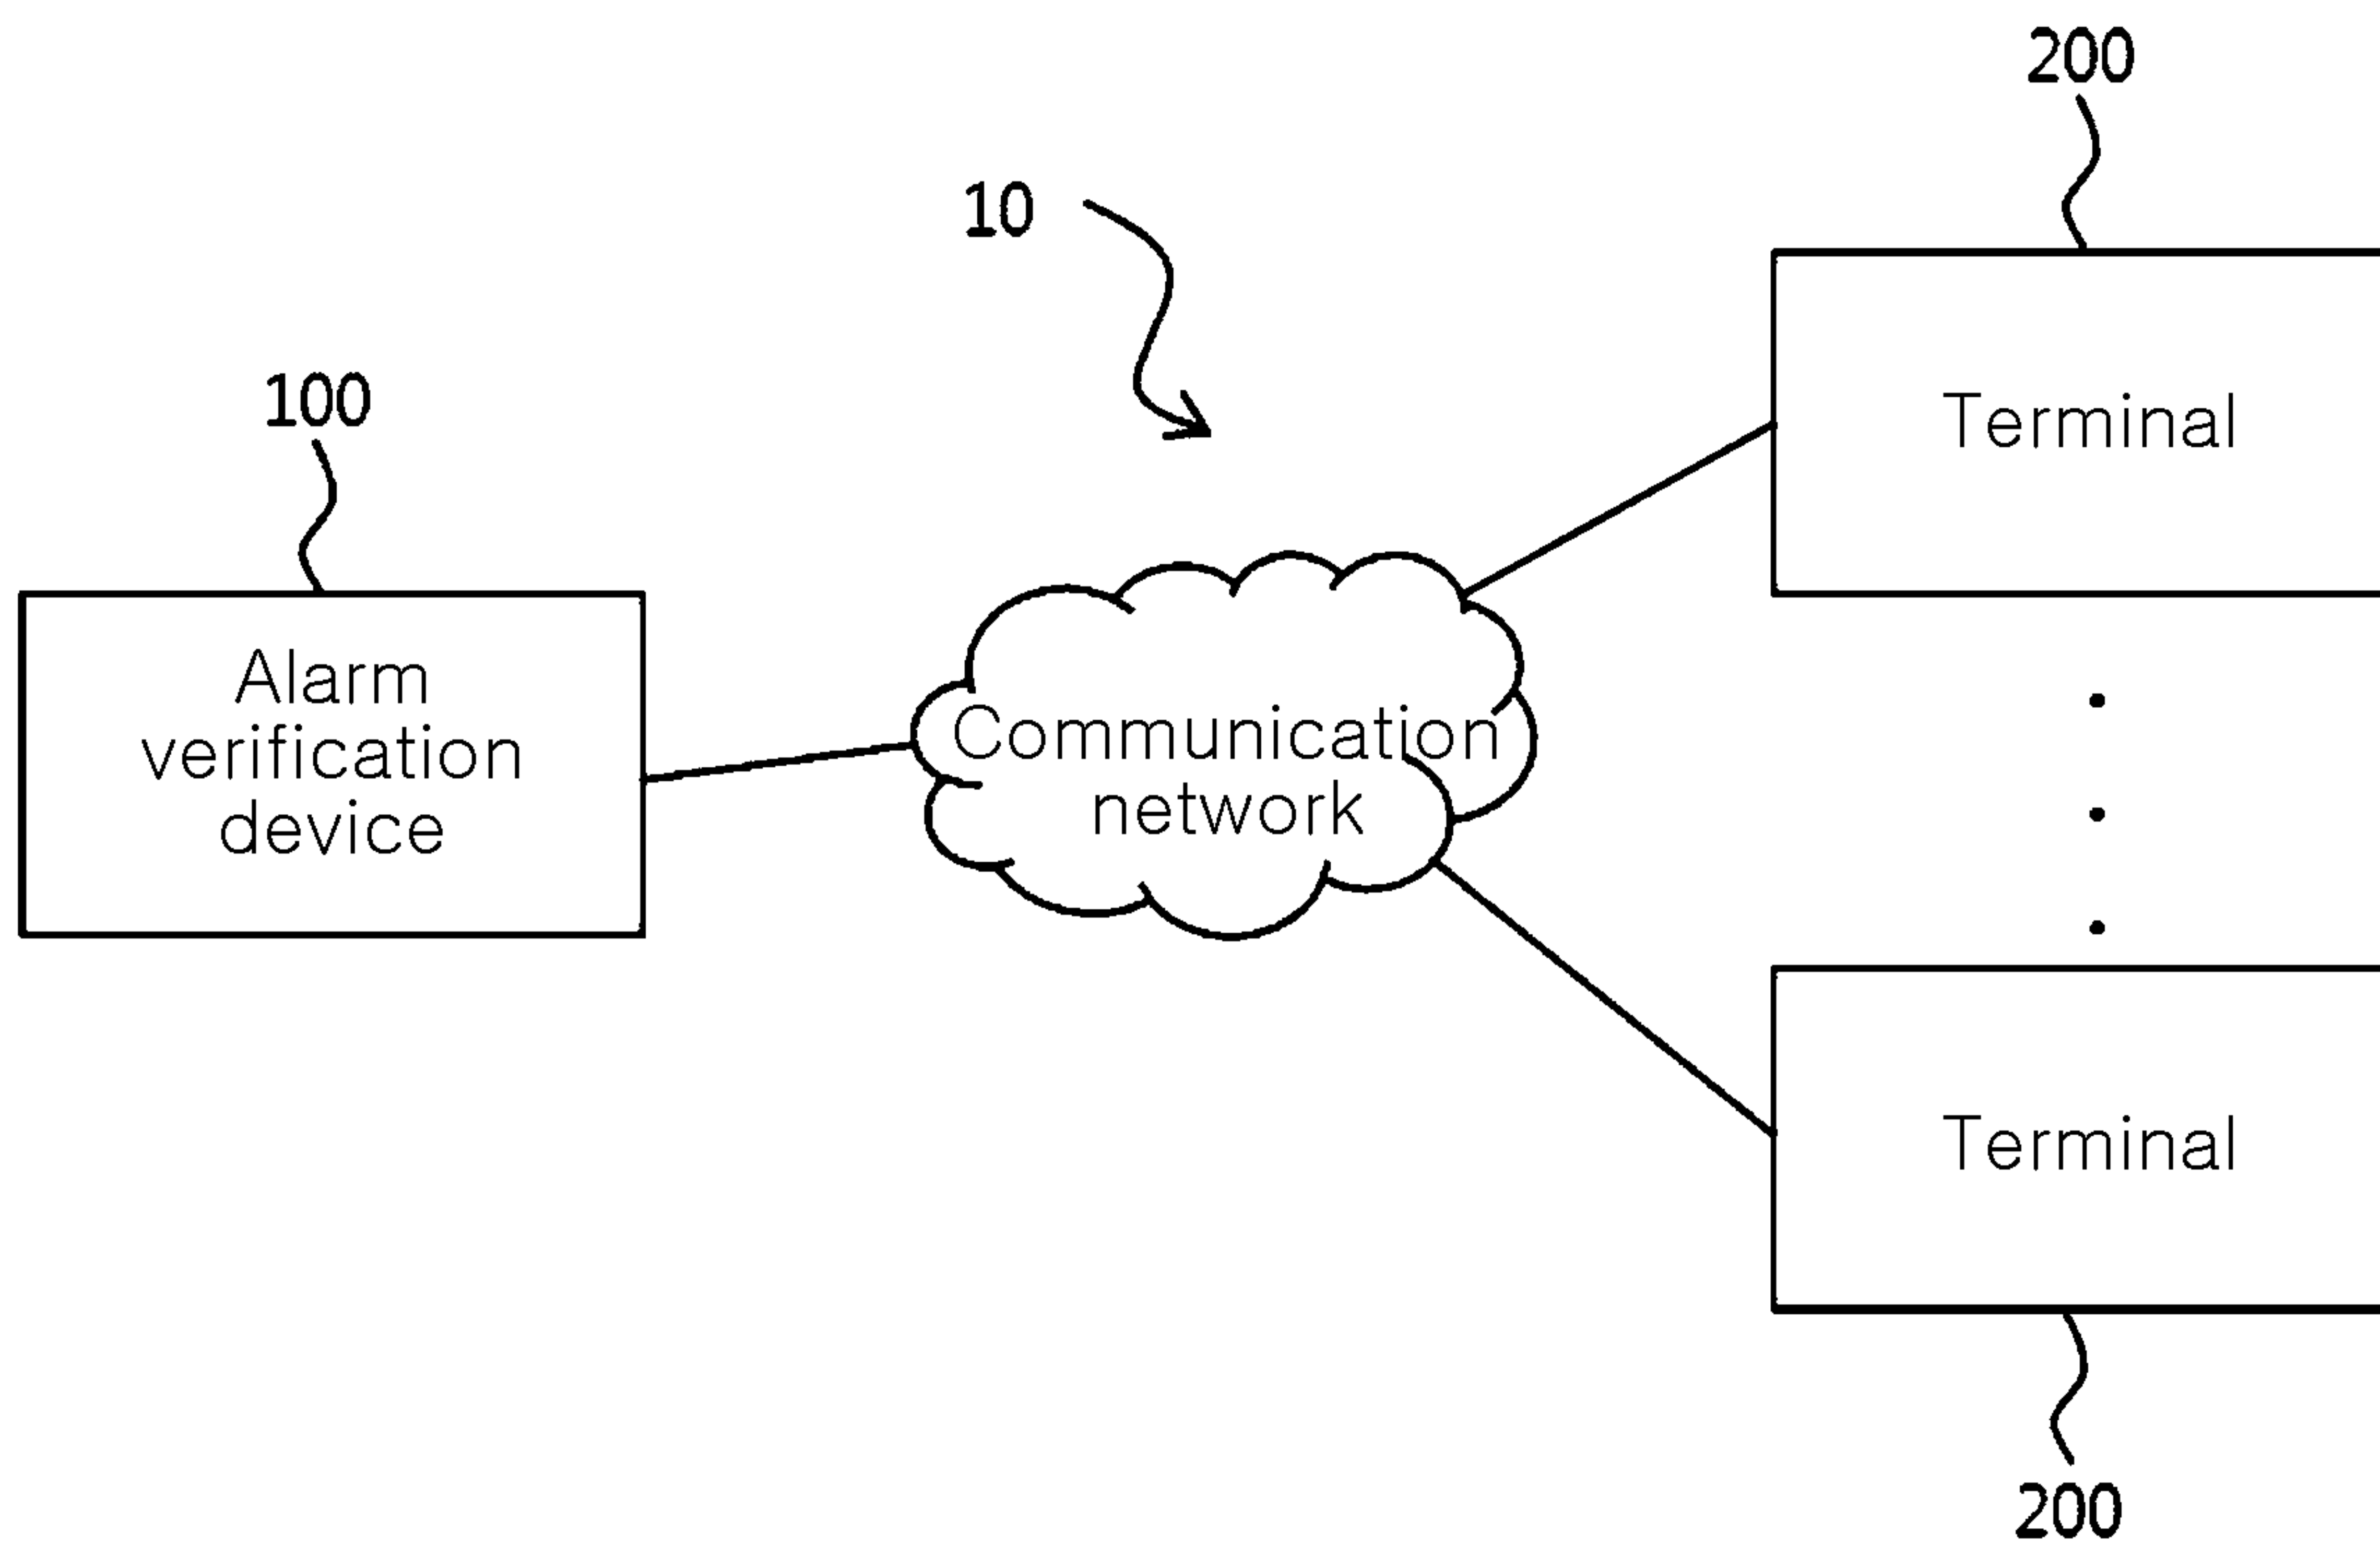 200
10
100
Terminal
Alarm
verification
device
Communication
network
Terminal
200